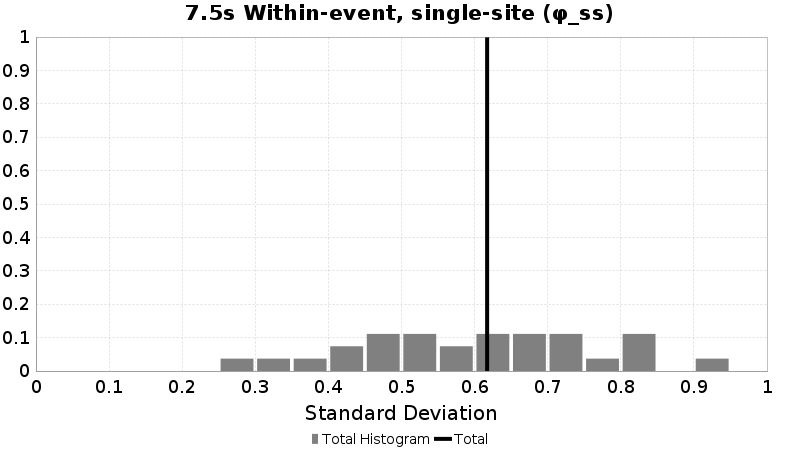 7.5s Within-event, single-site (φ_ss)
1
0.9
0.8
0.7
0.6
0.5
0.4
0.3
0.2
0.1
0
0 0.1 0.2 0.3 0.4 0.5 0.6 0.7 0.8 0.9 1
Standard Deviation
Total Histogram Total